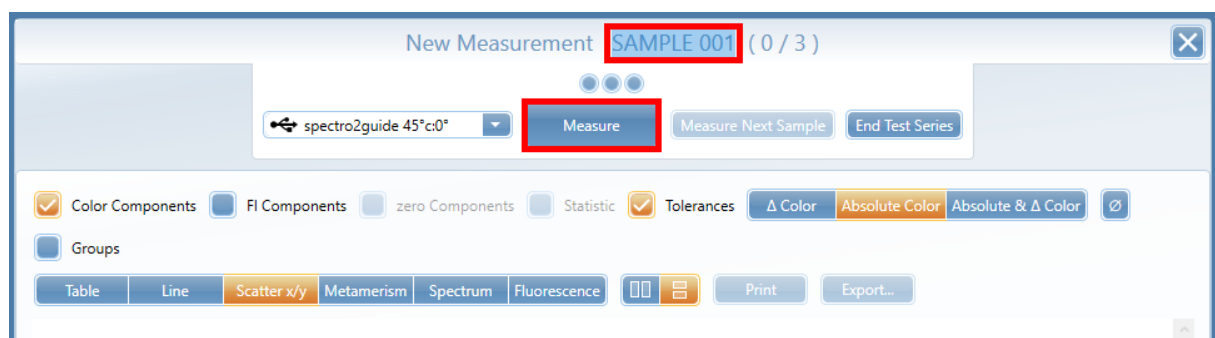 New Measurement SAMPLE 001 ( 0 / 3 )
spectro2guide 45°c:0° Measure Measure Next Sample End Test Series
Color Components FI Components zero Components Statistic Tolerances Δ Color Absolute Color Absolute & Δ Color Ø
Groups
Table Line Scatter x/y Metamerism Spectrum Fluorescence Print Export...